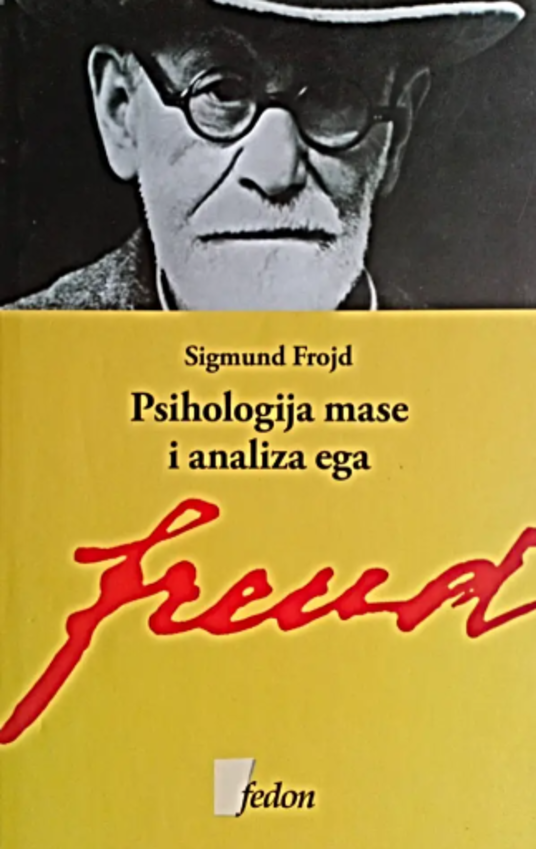 Sigmund Frojd
Psihologija mase
i analiza ega
freud
fedon